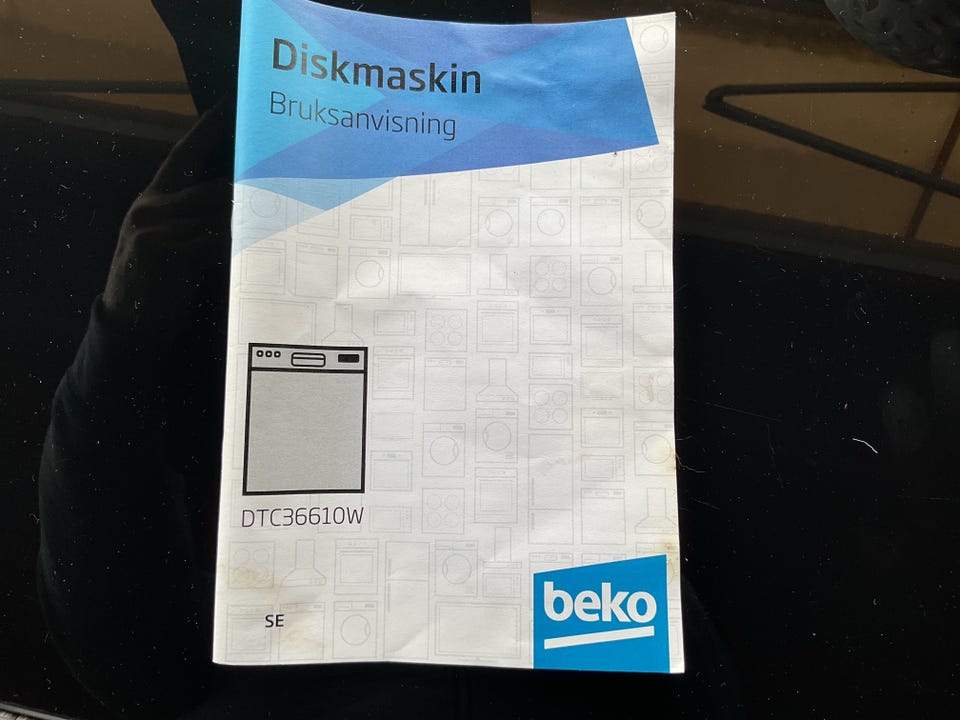 Diskmaskin
Bruksanvisning
DTC36610W
SE
beko